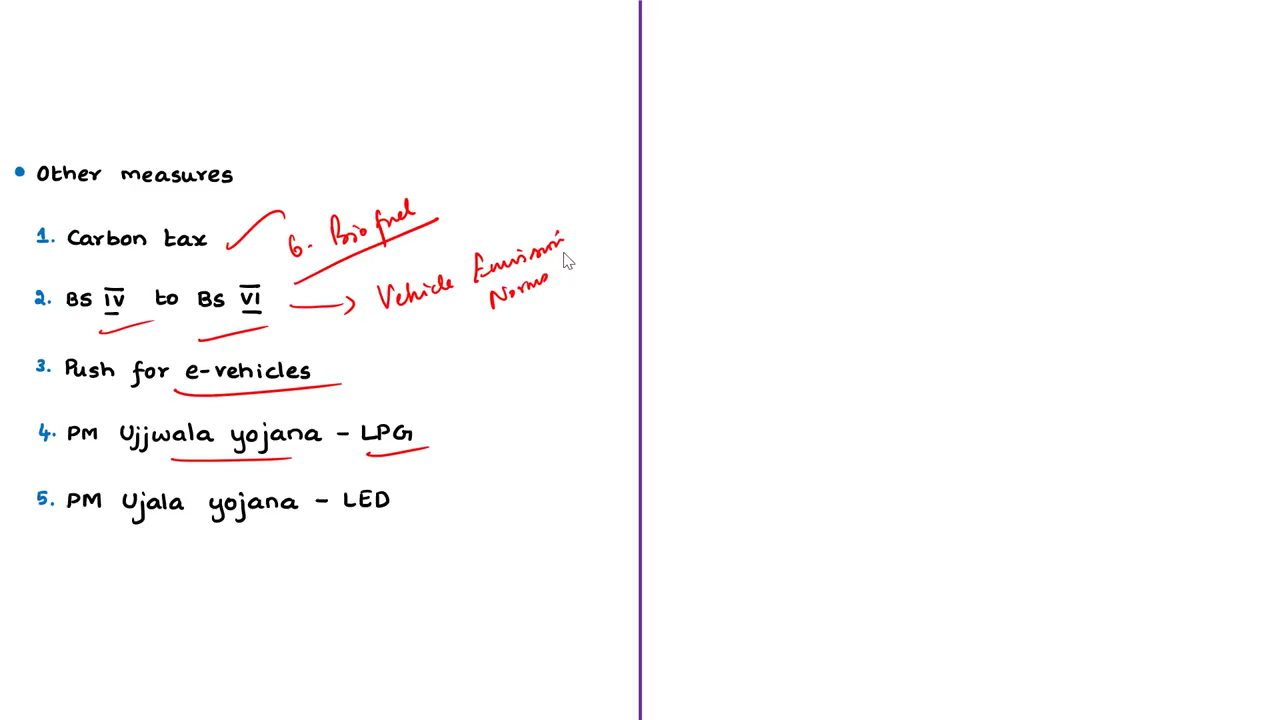 • Other measures
1. Carbon tax
6. Bio fuel
2. BS IV to BS VI → Vehicle Emission
Norms
3. Push for e-vehicles
4. PM Ujjwala yojana - LPG
5. PM Ujala yojana - LED